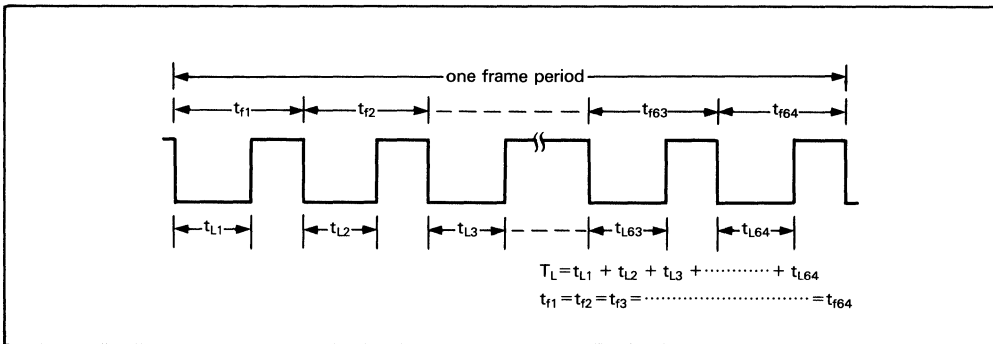 one frame period
tf1 tf2 tf63 tf64
tL1 tL2 tL3 tL63 tL64
TL=tL1 + tL2 + tL3 +············+ tL64
tf1=tf2=tf3=······························=tf64